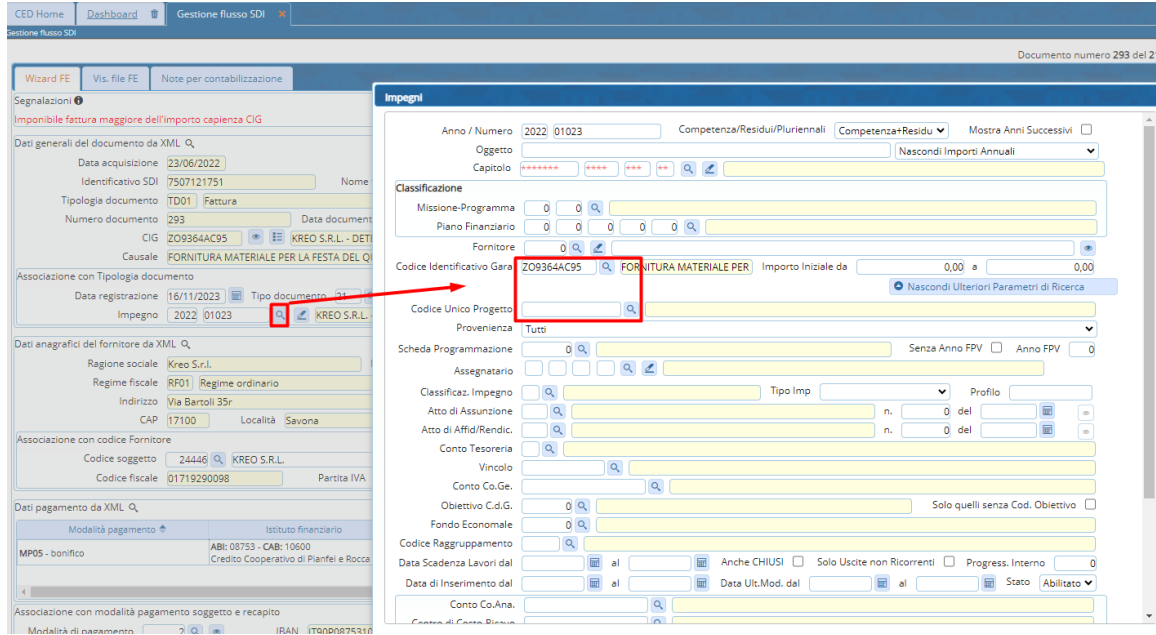 CED Home Dashboard Gestione flusso SDI ×
Gestione flusso SDI
Documento numero 293 del 2
Wizard FE Vis. file FE Note per contabilizzazione
Segnalazioni
Imponibile fattura maggiore dell'importo capienza CIG
Dati generali del documento da XML
Data acquisizione 23/06/2022
Identificativo SDI 7507121751 Nome
Tipologia documento TD01 Fattura
Numero documento 293 Data document
CIG ZO9364AC95 KREO S.R.L. - DETI
Causale FORNITURA MATERIALE PER LA FESTA DEL QU
Associazione con Tipologia documento
Data registrazione 16/11/2023 Tipo documento 21
Impegno 2022 01023 KREO S.R.L. -
Dati anagrafici del fornitore da XML
Ragione sociale Kreo S.r.l.
Regime fiscale RF01 Regime ordinario
Indirizzo Via Bartoli 35r
CAP 17100 Località Savona
Associazione con codice Fornitore
Codice soggetto 24446 KREO S.R.L.
Codice fiscale 01719290098 Partita IVA
Dati pagamento da XML
Modalità pagamento Istituto finanziario
MP05 - bonifico ABI: 08753 - CAB: 10600
Credito Cooperativo di Pianfei e Rocca
Associazione con modalità pagamento soggetto e recapito
Modalità di pagamento 2 IBAN IT90P0875310
Impegni
Anno / Numero 2022 01023 Competenza/Residui/Pluriennali Competenza+Residu Mostra Anni Successivi
Oggetto Nascondi Importi Annuali
Capitolo ******* **** *** **
Classificazione
Missione-Programma 0 0
Piano Finanziario 0 0 0 0 0
Fornitore 0
Codice Identificativo Gara ZO9364AC95 FORNITURA MATERIALE PER Importo Iniziale da 0,00 a 0,00
Nascondi Ulteriori Parametri di Ricerca
Codice Unico Progetto
Provenienza Tutti
Scheda Programmazione 0 Senza Anno FPV Anno FPV 0
Assegnatario
Classificaz. Impegno Tipo Imp Profilo
Atto di Assunzione n. 0 del
Atto di Affid/Rendic. n. 0 del
Conto Tesoreria
Vincolo
Conto Co.Ge.
Obiettivo C.d.G. 0 Solo quelli senza Cod. Obiettivo
Fondo Economale 0
Codice Raggruppamento
Data Scadenza Lavori dal al Anche CHIUSI Solo Uscite non Ricorrenti Progress. Interno 0
Data di Inserimento dal al Data Ult.Mod. dal al Stato Abilitato
Conto Co.Ana.
Centro di Costo Ricavo